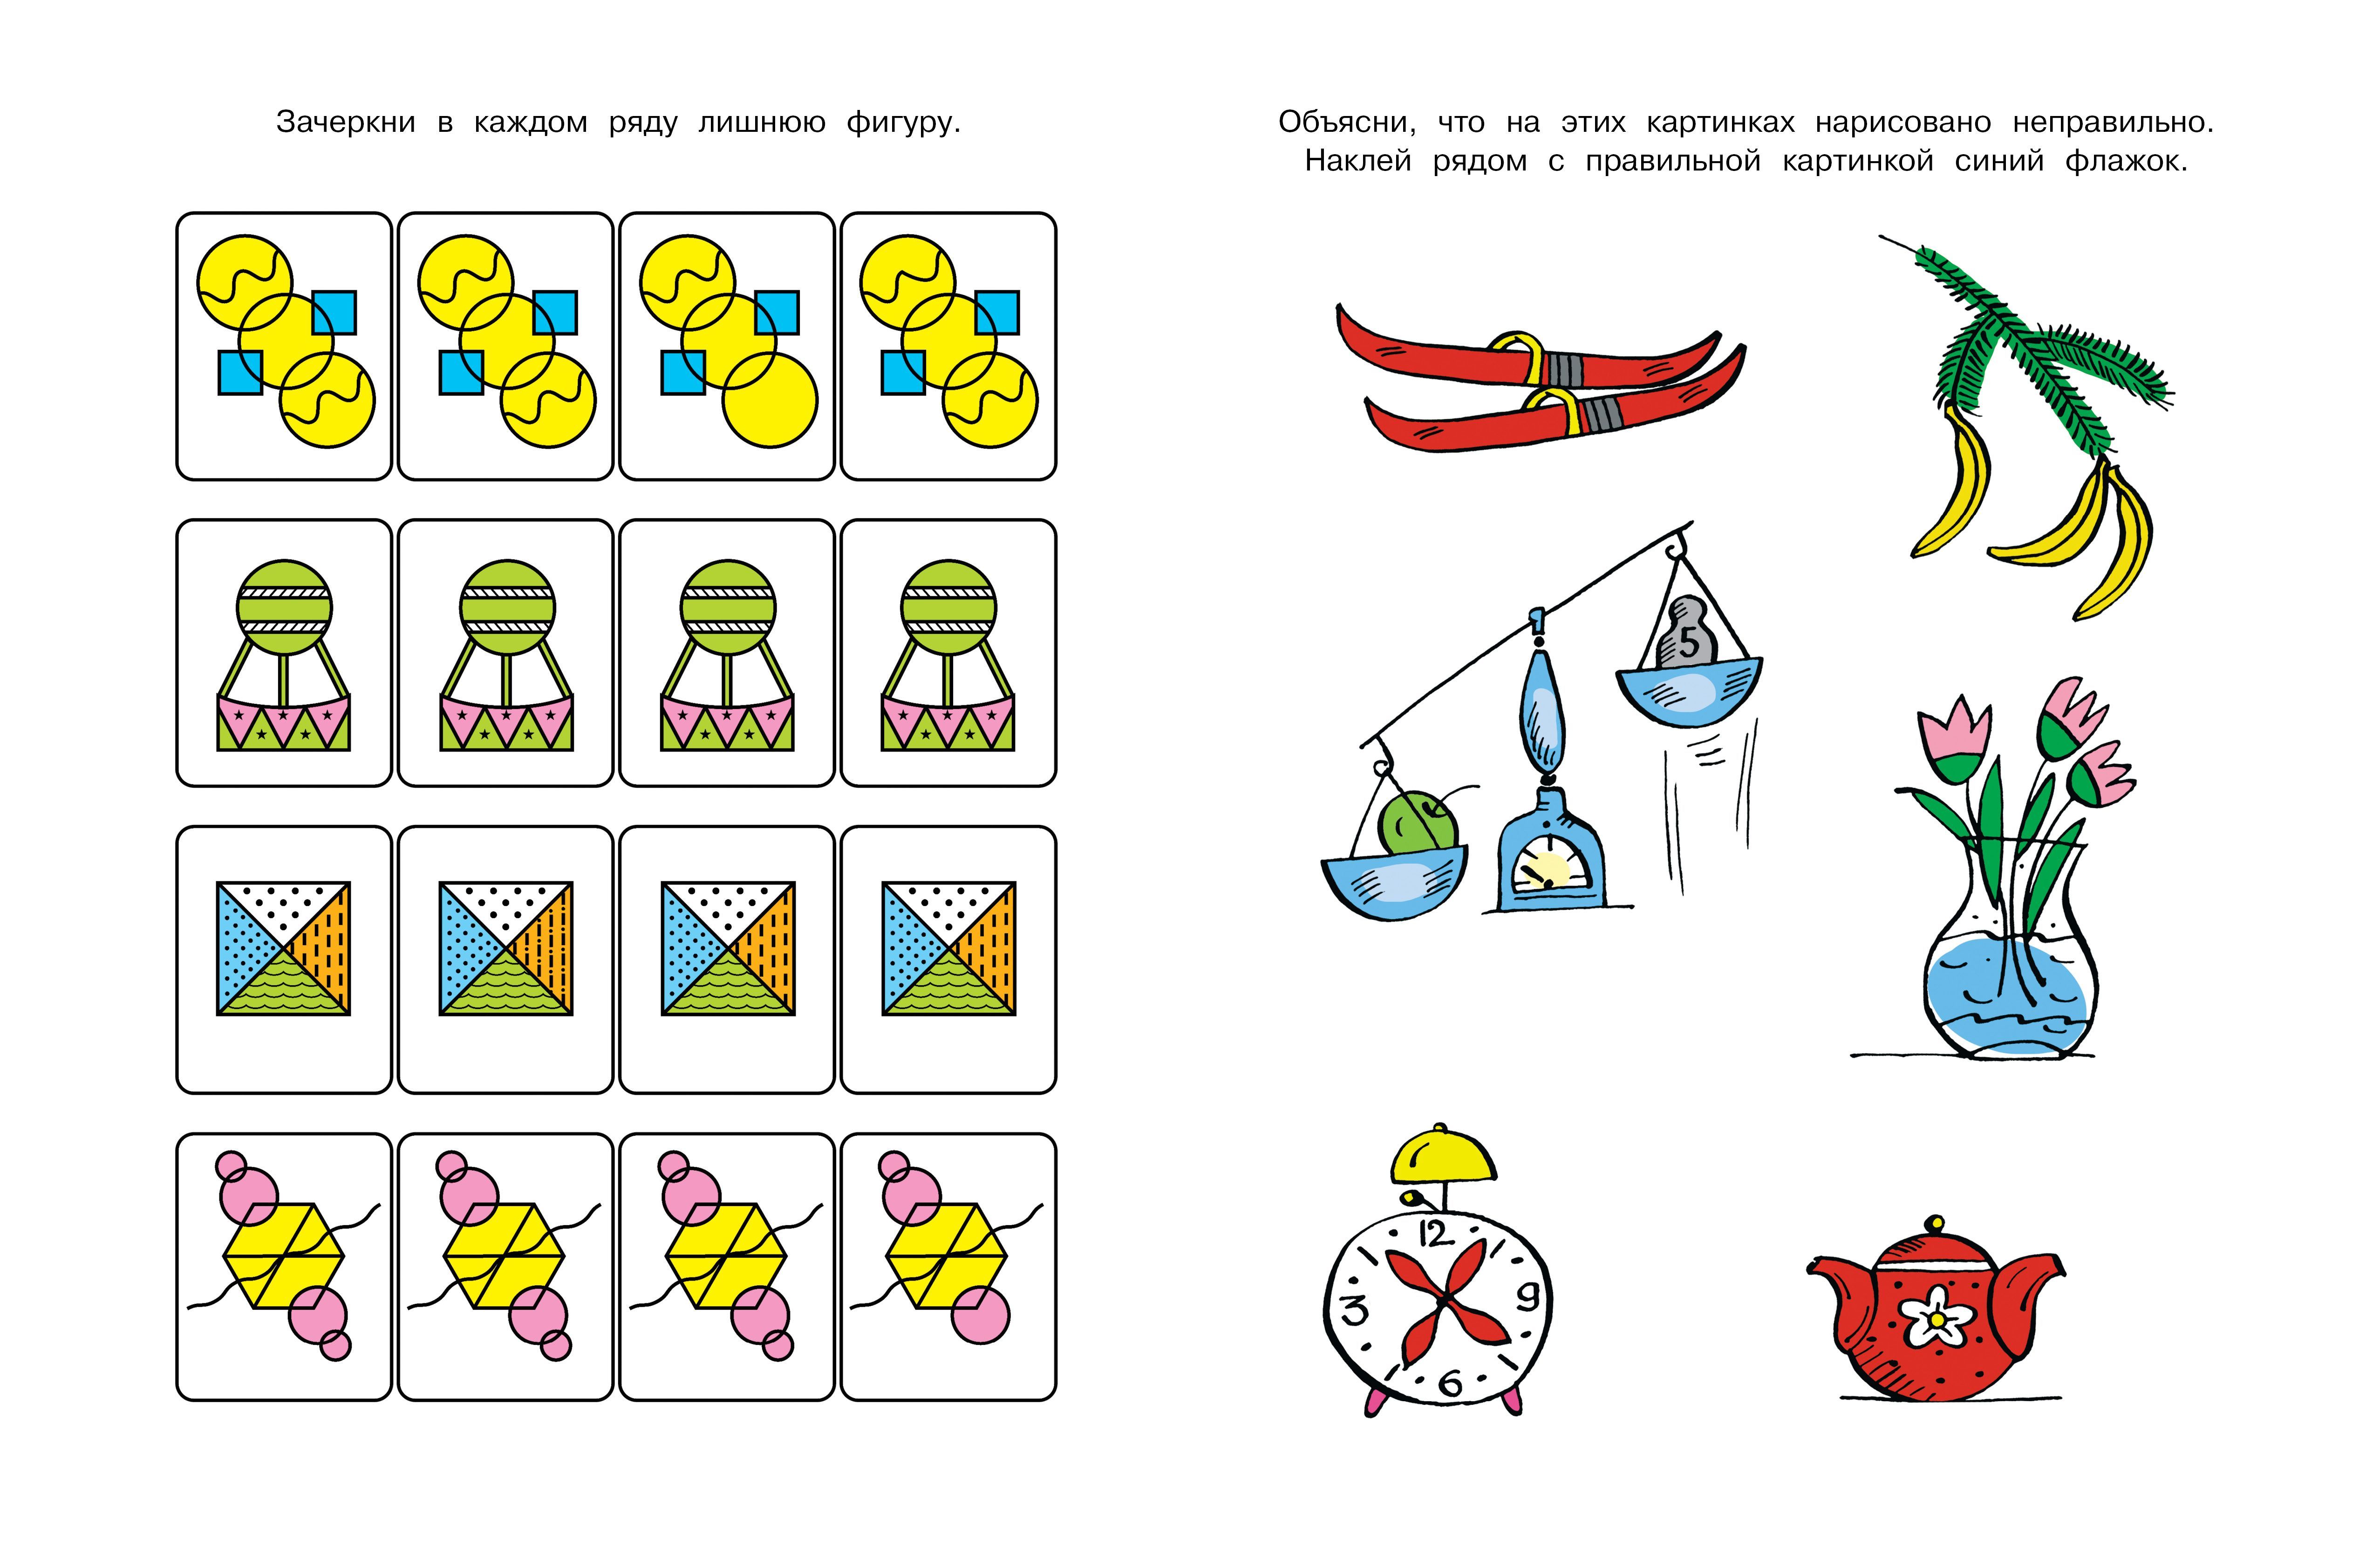 Зачеркни в каждом ряду лишнюю фигуру.
Объясни, что на этих картинках нарисовано неправильно.
Наклей рядом с правильной картинкой синий флажок.
5
12
3
9
6